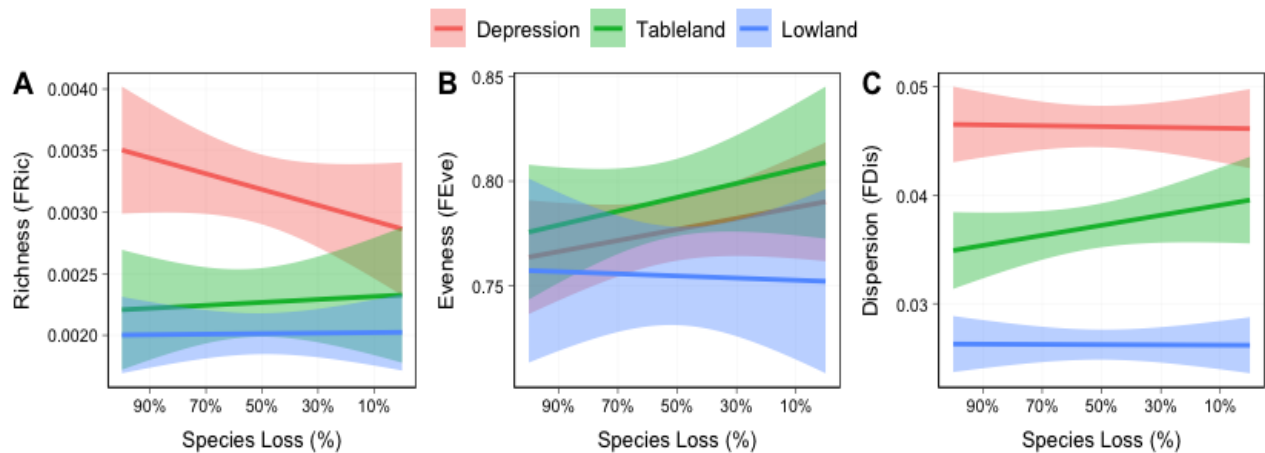 Depression Tableland Lowland
A
Richness (FRic)
0.0040
0.0035
0.0030
0.0025
0.0020
90% 70% 50% 30% 10%
Species Loss (%)
B
Eveness (FEve)
0.85
0.80
0.75
90% 70% 50% 30% 10%
Species Loss (%)
C
Dispersion (FDis)
0.05
0.04
0.03
90% 70% 50% 30% 10%
Species Loss (%)